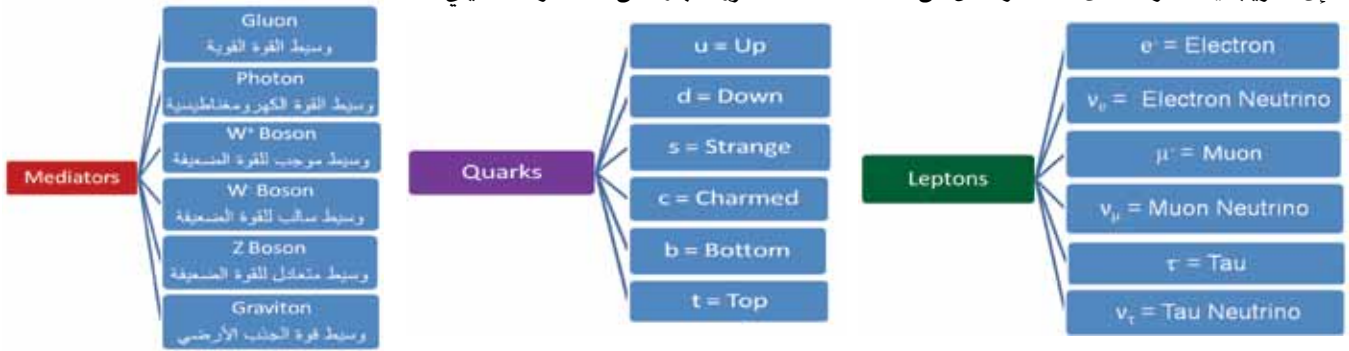 Mediators
Gluon
وسيط القوة القوية
Photon
وسيط القوة الكهرومغناطيسية
W⁺ Boson
وسيط موجب للقوة الضعيفة
W⁻ Boson
وسيط سالب للقوة الضعيفة
Z Boson
وسيط متعادل للقوة الضعيفة
Graviton
وسيط قوة الجذب الأرضي
Quarks
u = Up
d = Down
s = Strange
c = Charmed
b = Bottom
t = Top
Leptons
e⁻ = Electron
νₑ = Electron Neutrino
μ⁻ = Muon
ν_μ = Muon Neutrino
τ = Tau
ν_τ = Tau Neutrino